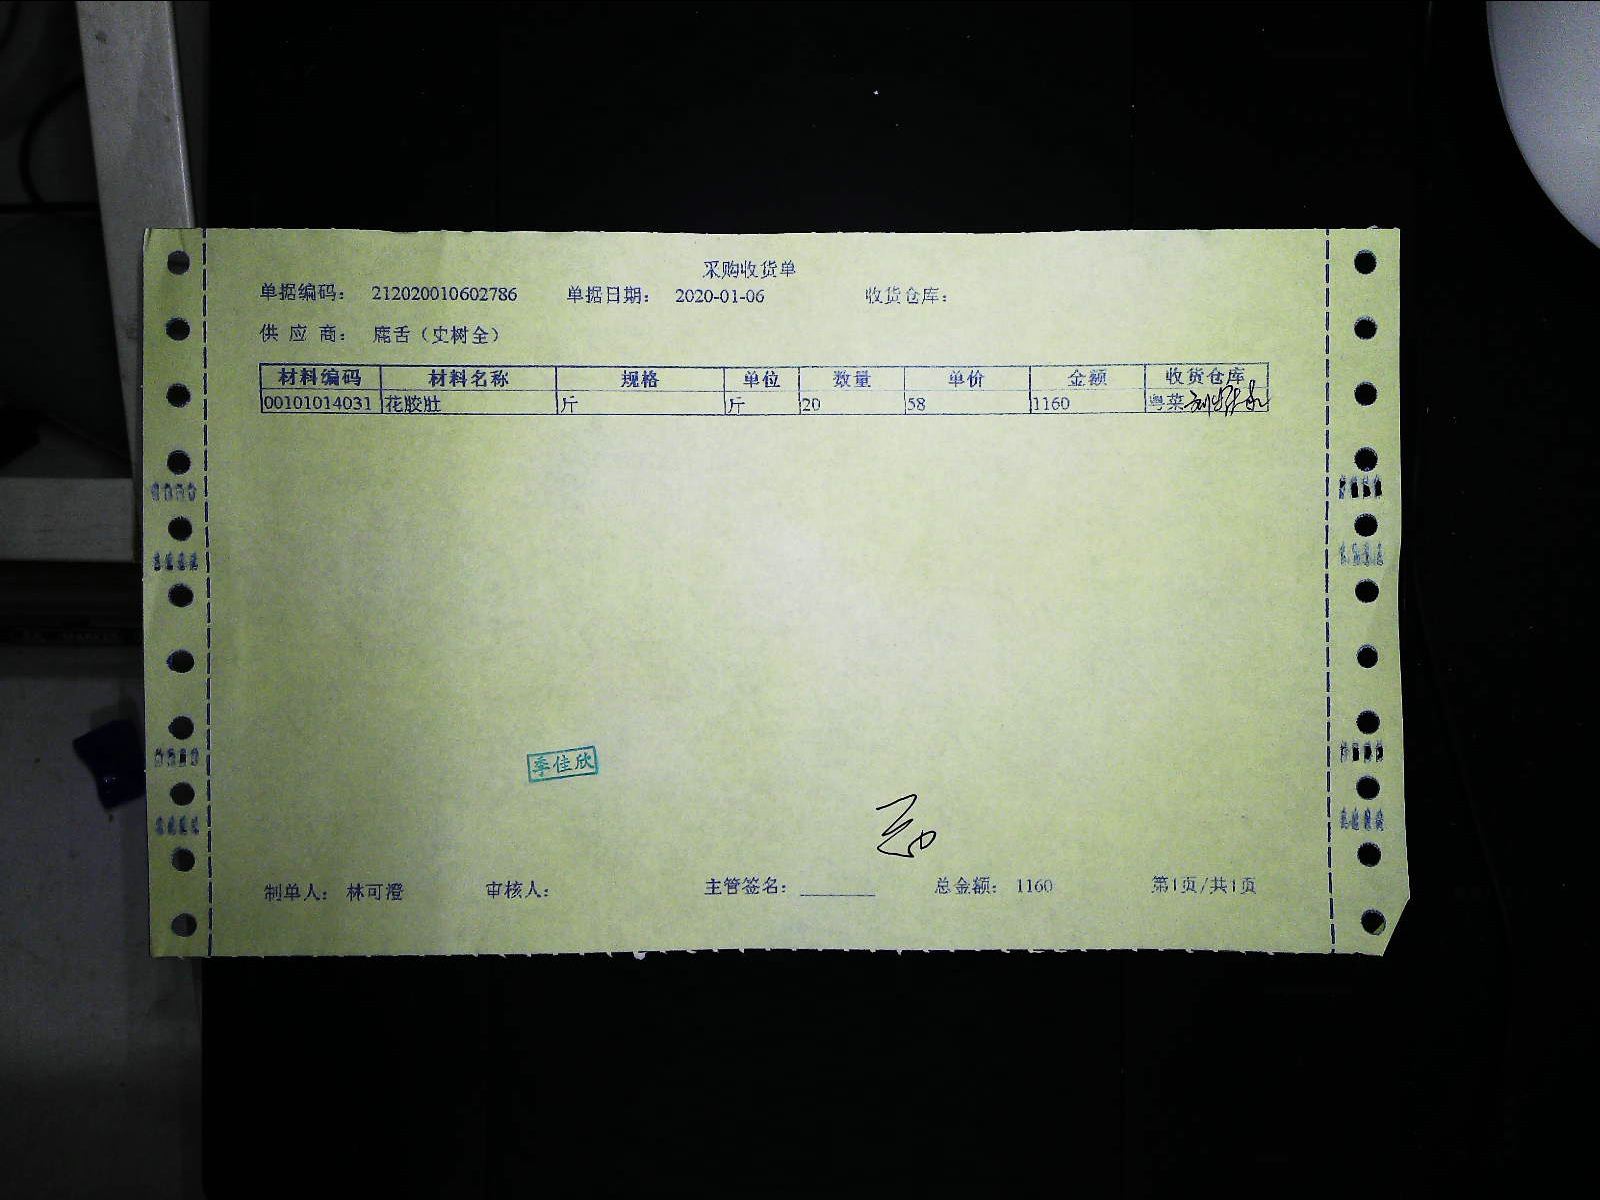 采购收货单
单据编码： 212020010602786 单据日期： 2020-01-06 收货仓库：
供 应 商： 鹿舌（史树全）
材料编码 材料名称 规格 单位 数量 单价 金额 收货仓库
00101014031 花胶肚 斤 斤 20 58 1160 粤菜
季佳欣
制单人： 林可澄 审核人： 主管签名： 总金额： 1160 第1页/共1页